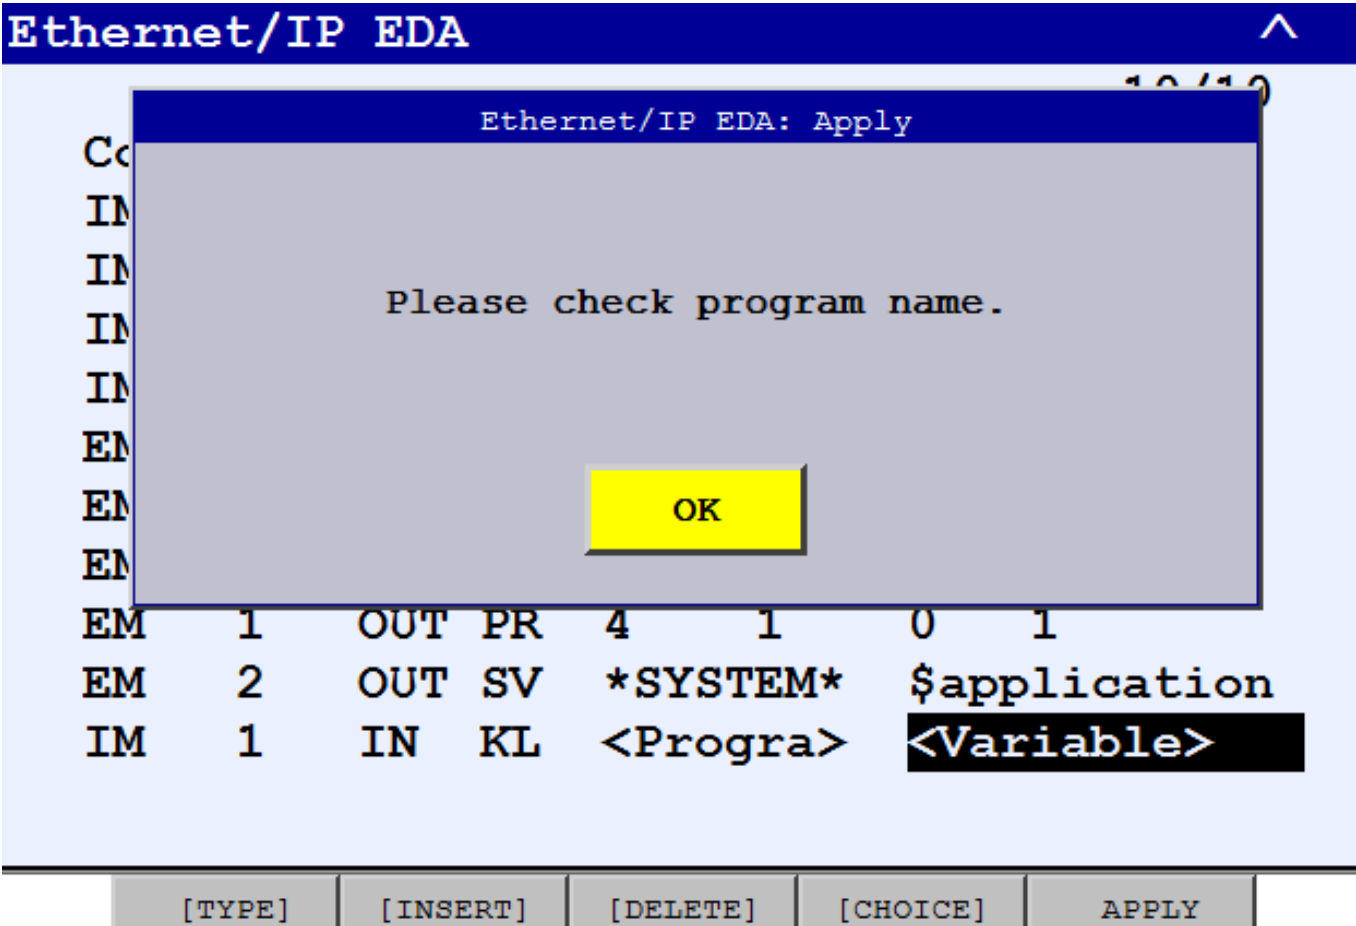 Ethernet/IP EDA ^
Ethernet/IP EDA: Apply
Please check program name.
OK
EM 1 OUT PR 4 1 0 1
EM 2 OUT SV *SYSTEM* $application
IM 1 IN KL <Progra> <Variable>
[TYPE] [INSERT] [DELETE] [CHOICE] APPLY